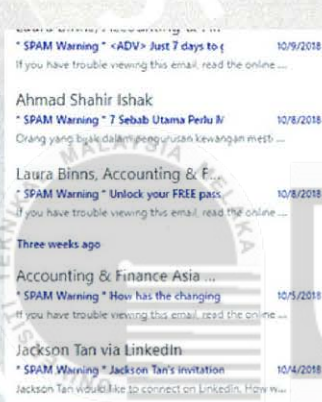 Laura Binns, Accounting & F...
* SPAM Warning * <ADV> Just 7 days to g 10/9/2018
If you have trouble viewing this email, read the online ...
Ahmad Shahir Ishak
* SPAM Warning * 7 Sebab Utama Perlu M 10/8/2018
Orang yang bijak dalam pengurusan kewangan mesti ...
Laura Binns, Accounting & F...
* SPAM Warning * Unlock your FREE pass 10/8/2018
If you have trouble viewing this email, read the online ...
Three weeks ago
Accounting & Finance Asia ...
* SPAM Warning * How has the changing 10/5/2018
If you have trouble viewing this email, read the online ...
Jackson Tan via LinkedIn
* SPAM Warning * Jackson Tan's invitation 10/4/2018
Jackson Tan would like to connect on LinkedIn. How w...
MALAYSIA MELAKA